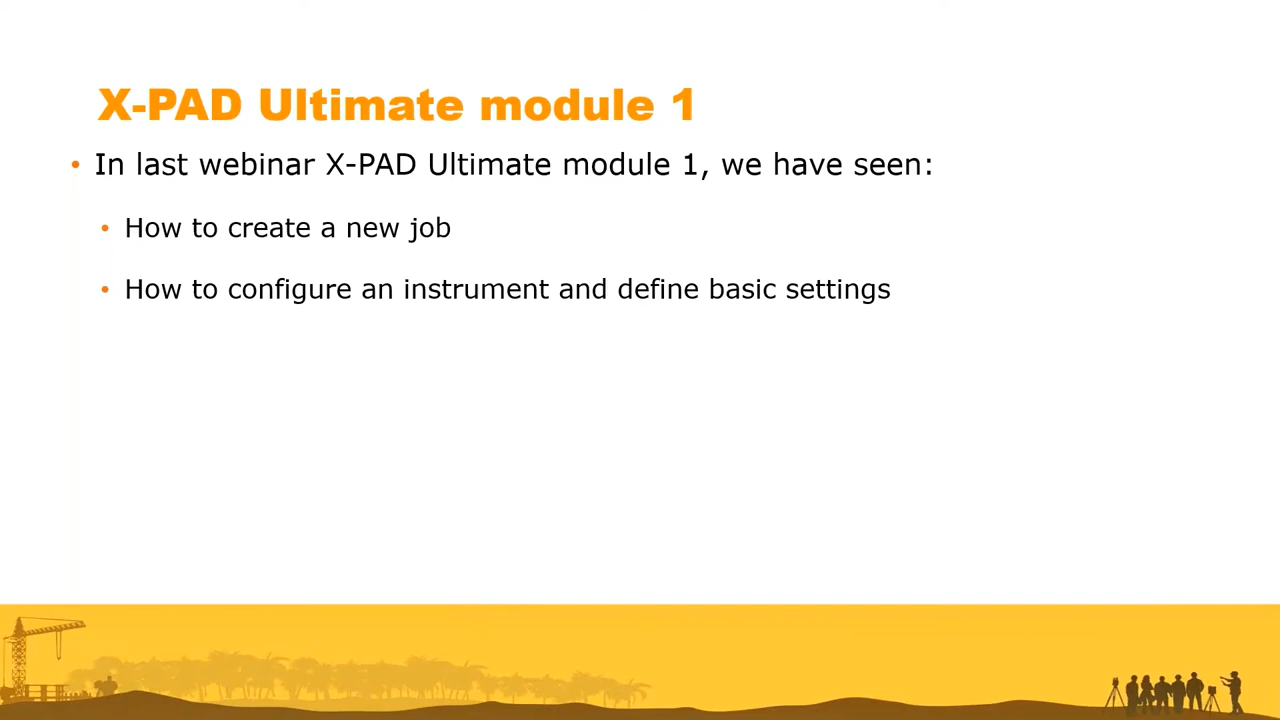 X-PAD Ultimate module 1
• In last webinar X-PAD Ultimate module 1, we have seen:
• How to create a new job
• How to configure an instrument and define basic settings